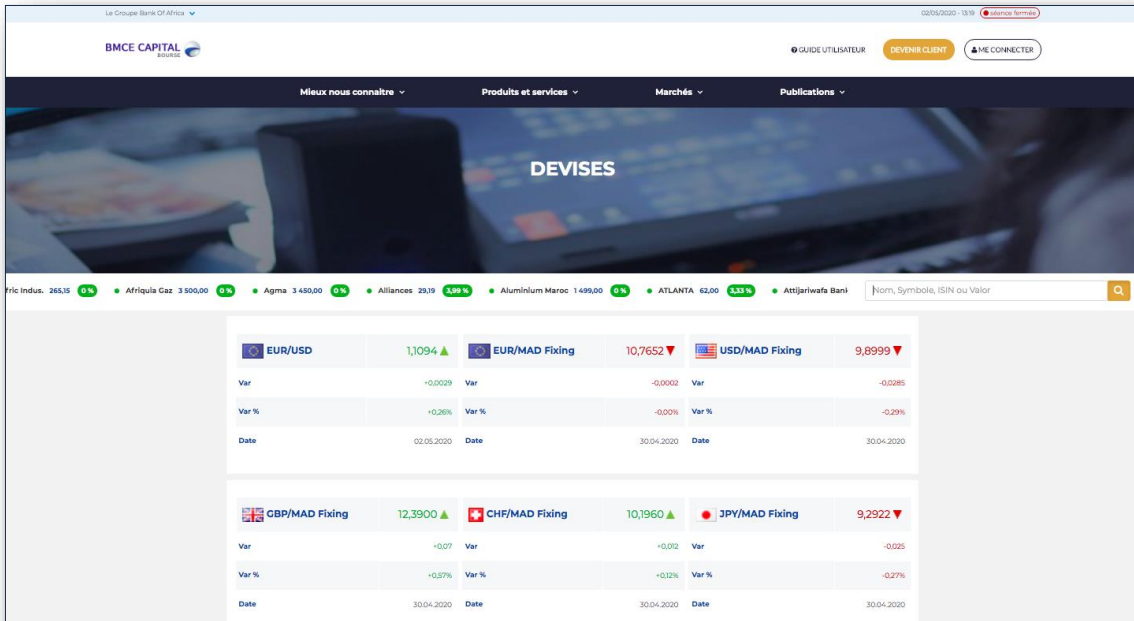 Le Groupe Bank Of Africa
02/05/2020 - 13:19 séance fermée
BMCE CAPITAL
BOURSE
GUIDE UTILISATEUR DEVENIR CLIENT ME CONNECTER
Mieux nous connaitre Produits et services Marchés Publications
DEVISES
fric Indus. 265,15 0 % Afriquia Gaz 3 500,00 0 % Agma 3 450,00 0 % Alliances 29,19 3,99 % Aluminium Maroc 1 499,00 0 % ATLANTA 62,00 3,33 % Attijariwafa Bank Nom, Symbole, ISIN ou Valor
EUR/USD 1,1094 ▲ EUR/MAD Fixing 10,7652 ▼ USD/MAD Fixing 9,8999 ▼
Var +0,0029 Var -0,0002 Var -0,0285
Var % +0,26% Var % -0,00% Var % -0,29%
Date 02.05.2020 Date 30.04.2020 Date 30.04.2020
GBP/MAD Fixing 12,3900 ▲ CHF/MAD Fixing 10,1960 ▲ JPY/MAD Fixing 9,2922 ▼
Var +0,07 Var +0,012 Var -0,025
Var % +0,57% Var % +0,12% Var % -0,27%
Date 30.04.2020 Date 30.04.2020 Date 30.04.2020